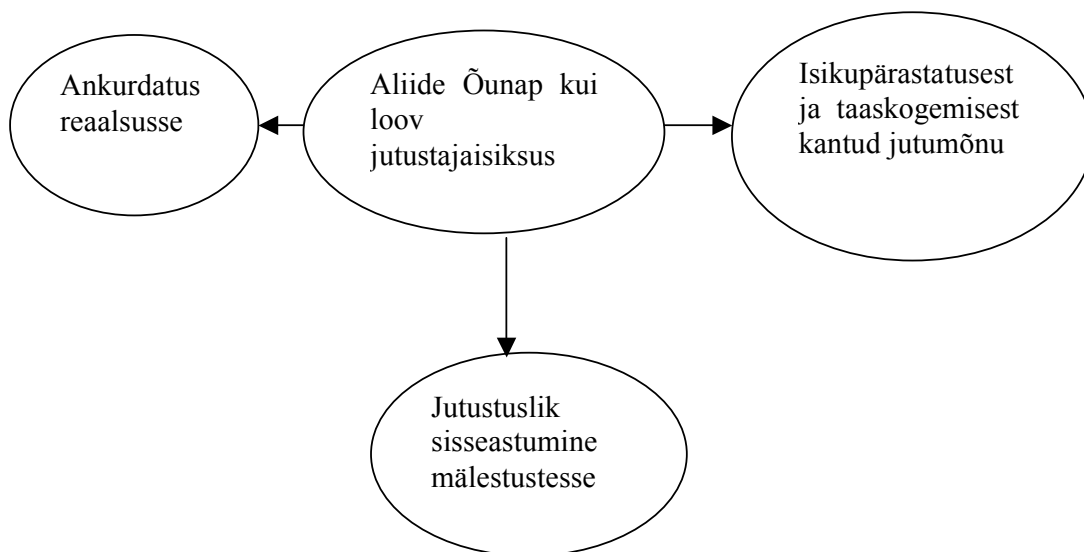 Ankurdatus
reaalsusse
Aliide Õunap kui
loov
jutustajaisiksus
Isikupärastatusest
ja taaskogemisest
kantud jutumõnu
Jutustuslik
sisseastumine
mälestustesse